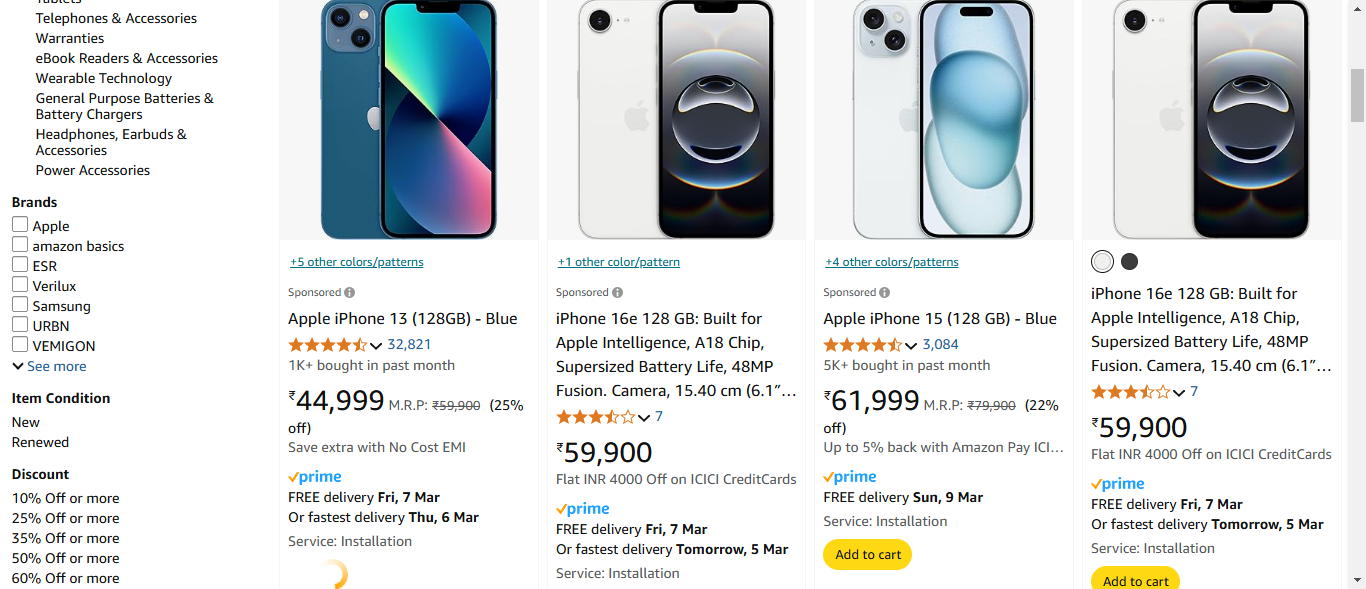 Tablets
Telephones & Accessories
Warranties
eBook Readers & Accessories
Wearable Technology
General Purpose Batteries &
Battery Chargers
Headphones, Earbuds &
Accessories
Power Accessories
Brands
Apple
amazon basics
ESR
Verilux
Samsung
URBN
VEMIGON
See more
Item Condition
New
Renewed
Discount
10% Off or more
25% Off or more
35% Off or more
50% Off or more
60% Off or more
+5 other colors/patterns
Sponsored
Apple iPhone 13 (128GB) - Blue
32,821
1K+ bought in past month
₹44,999 M.R.P: ₹59,900 (25%
off)
Save extra with No Cost EMI
prime
FREE delivery Fri, 7 Mar
Or fastest delivery Thu, 6 Mar
Service: Installation
+1 other color/pattern
Sponsored
iPhone 16e 128 GB: Built for
Apple Intelligence, A18 Chip,
Supersized Battery Life, 48MP
Fusion. Camera, 15.40 cm (6.1”…
7
₹59,900
Flat INR 4000 Off on ICICI CreditCards
prime
FREE delivery Fri, 7 Mar
Or fastest delivery Tomorrow, 5 Mar
Service: Installation
+4 other colors/patterns
Sponsored
Apple iPhone 15 (128 GB) - Blue
3,084
5K+ bought in past month
₹61,999 M.R.P: ₹79,900 (22%
off)
Up to 5% back with Amazon Pay ICI…
prime
FREE delivery Sun, 9 Mar
Service: Installation
Add to cart
iPhone 16e 128 GB: Built for
Apple Intelligence, A18 Chip,
Supersized Battery Life, 48MP
Fusion. Camera, 15.40 cm (6.1”…
7
₹59,900
Flat INR 4000 Off on ICICI CreditCards
prime
FREE delivery Fri, 7 Mar
Or fastest delivery Tomorrow, 5 Mar
Service: Installation
Add to cart